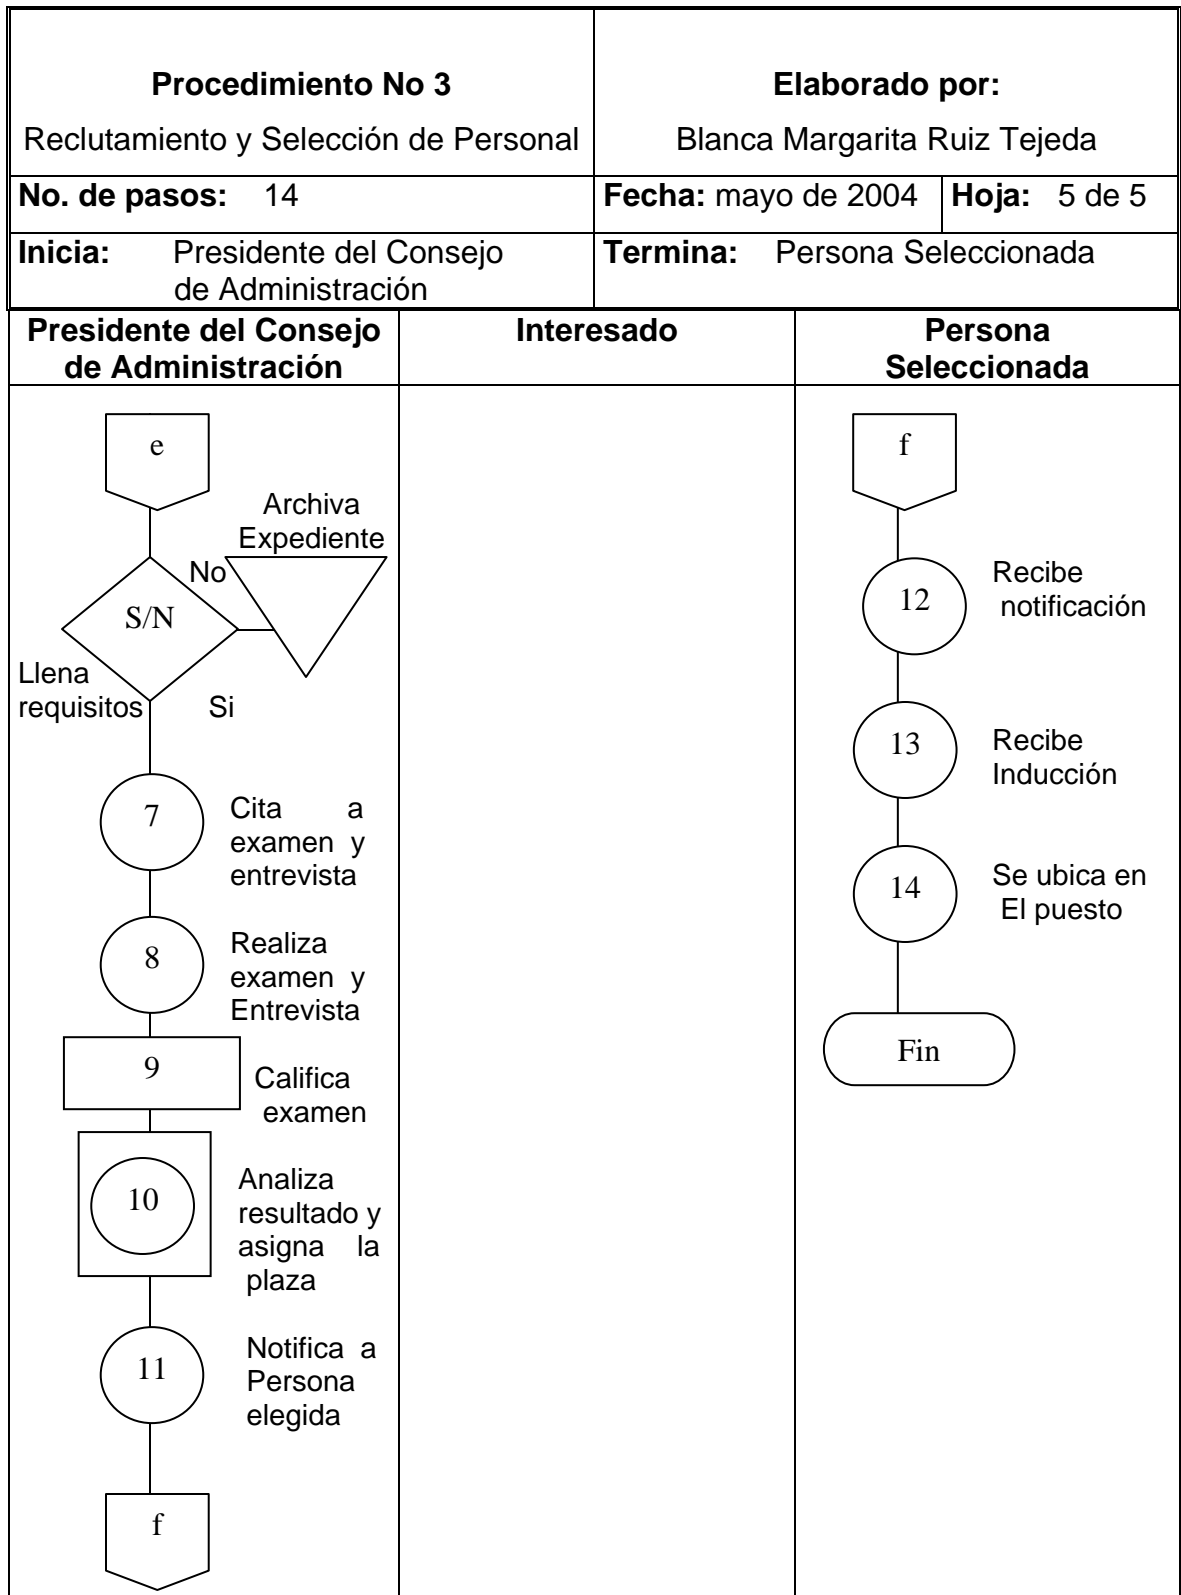 Procedimiento No 3
Reclutamiento y Selección de Personal
Elaborado por:
Blanca Margarita Ruiz Tejeda
No. de pasos: 14
Fecha: mayo de 2004
Hoja: 5 de 5
Inicia: Presidente del Consejo
de Administración
Termina: Persona Seleccionada
Presidente del Consejo
de Administración
Interesado
Persona
Seleccionada
e
Archiva
Expediente
No
S/N
Llena
requisitos
Si
7
Cita a
examen y
entrevista
8
Realiza
examen y
Entrevista
9
Califica
examen
10
Analiza
resultado y
asigna la
plaza
11
Notifica a
Persona
elegida
f
f
12
Recibe
notificación
13
Recibe
Inducción
14
Se ubica en
El puesto
Fin